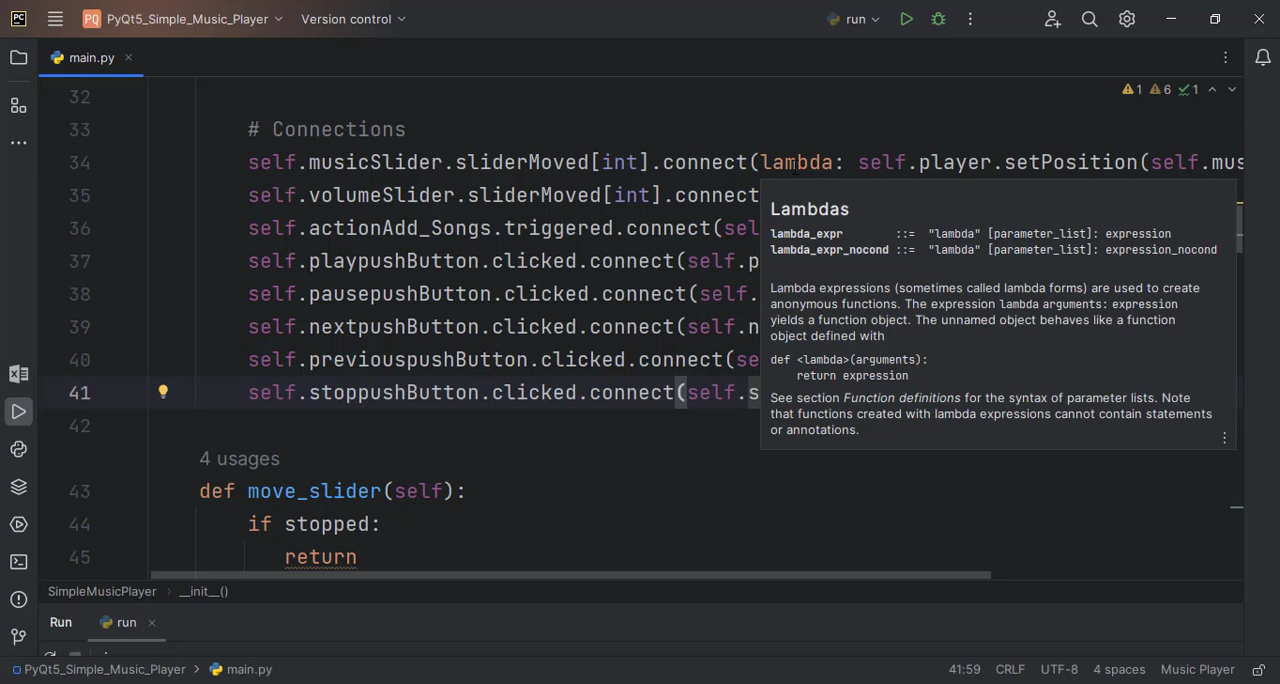 PC PQ PyQt5_Simple_Music_Player Version control run
main.py
32
1 6 1
33 # Connections
34 self.musicSlider.sliderMoved[int].connect(lambda: self.player.setPosition(self.mus
35 self.volumeSlider.sliderMoved[int].connect
36 self.actionAdd_Songs.triggered.connect(sel
37 self.playpushButton.clicked.connect(self.p
38 self.pausepushButton.clicked.connect(self.
39 self.nextpushButton.clicked.connect(self.n
40 self.previouspushButton.clicked.connect(se
41 self.stoppushButton.clicked.connect(self.s
42
Lambdas
lambda_expr ::= "lambda" [parameter_list]: expression
lambda_expr_nocond ::= "lambda" [parameter_list]: expression_nocond
Lambda expressions (sometimes called lambda forms) are used to create
anonymous functions. The expression lambda arguments: expression
yields a function object. The unnamed object behaves like a function
object defined with
def <lambda>(arguments):
return expression
See section Function definitions for the syntax of parameter lists. Note
that functions created with lambda expressions cannot contain statements
or annotations.
4 usages
43 def move_slider(self):
44 if stopped:
45 return
SimpleMusicPlayer __init__()
Run run
PyQt5_Simple_Music_Player main.py 41:59 CRLF UTF-8 4 spaces Music Player